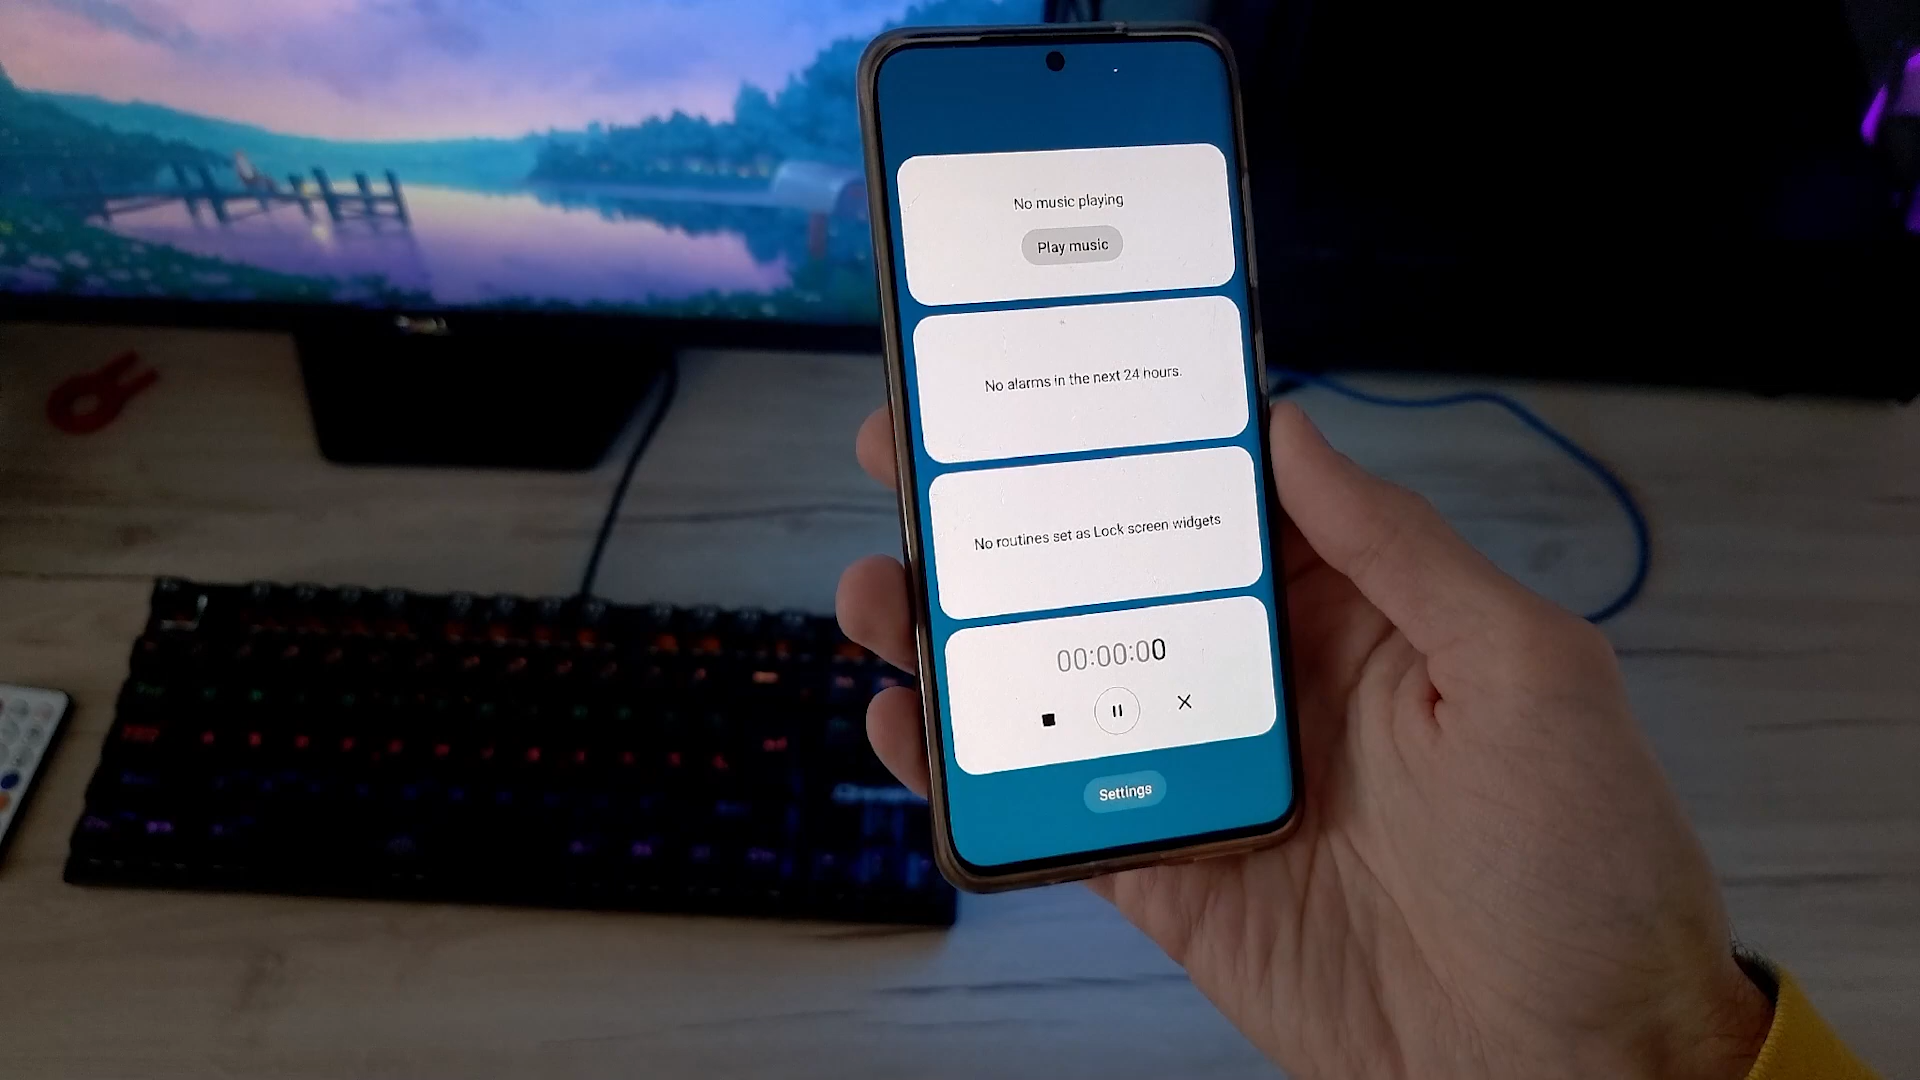 No music playing
Play music
No alarms in the next 24 hours.
No routines set as Lock screen widgets
00:00:00
Settings